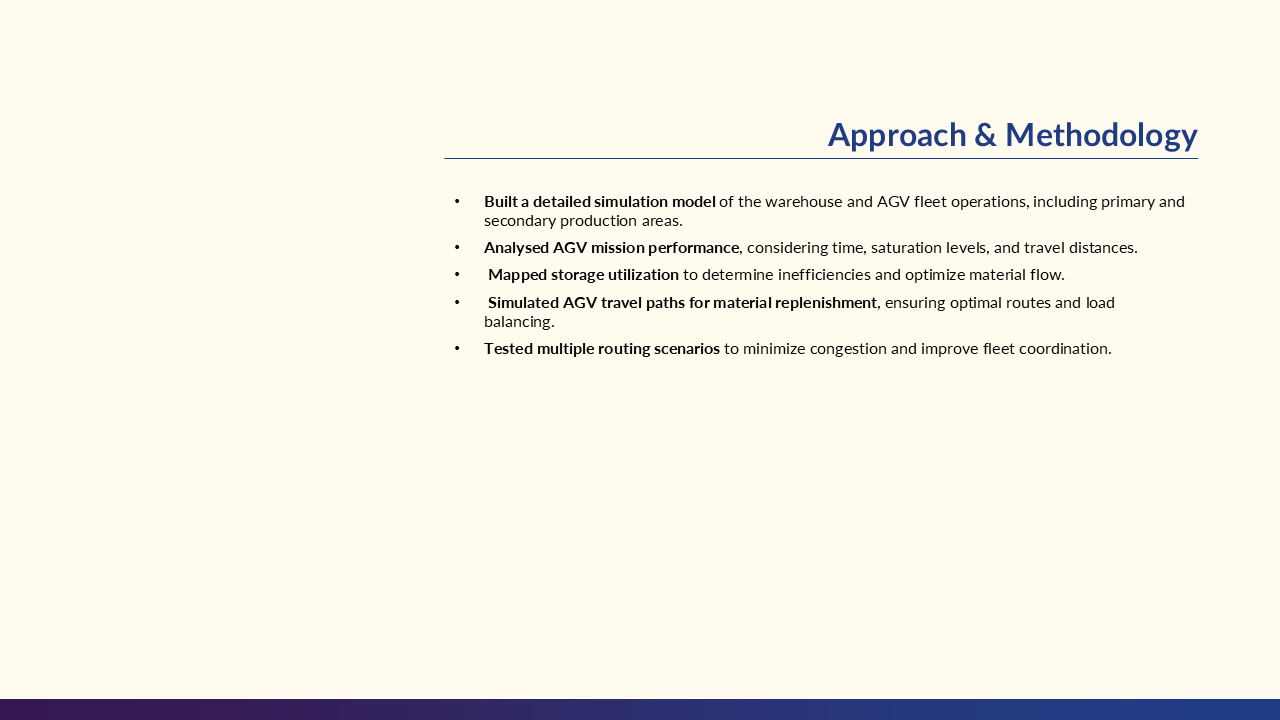 Approach & Methodology
• Built a detailed simulation model of the warehouse and AGV fleet operations, including primary and
secondary production areas.
• Analysed AGV mission performance, considering time, saturation levels, and travel distances.
• Mapped storage utilization to determine inefficiencies and optimize material flow.
• Simulated AGV travel paths for material replenishment, ensuring optimal routes and load
balancing.
• Tested multiple routing scenarios to minimize congestion and improve fleet coordination.